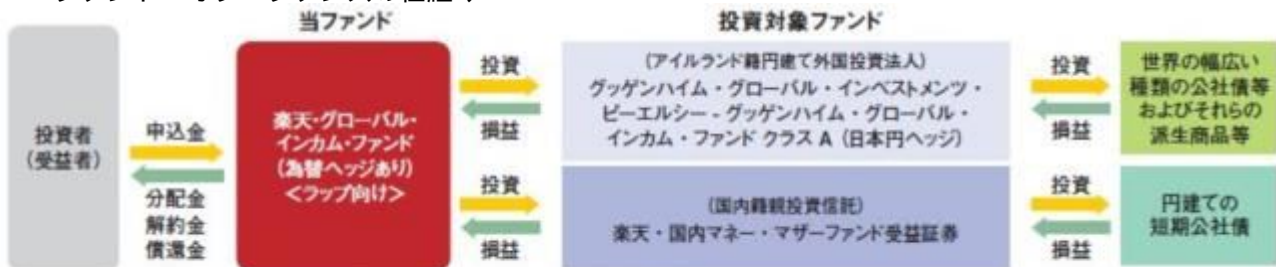 当ファンド
投資対象ファンド
投資者
(受益者)
申込金
分配金
解約金
償還金
楽天・グローバル・
インカム・ファンド
(為替ヘッジあり)
<ラップ向け>
投資
損益
投資
損益
(アイルランド籍円建て外国投資法人)
グッゲンハイム・グローバル・インベストメンツ・
ピーエルシー - グッゲンハイム・グローバル・
インカム・ファンド クラス A (日本円ヘッジ)
(国内籍親投資信託)
楽天・国内マネー・マザーファンド受益証券
投資
損益
投資
損益
世界の幅広い
種類の公社債等
およびそれらの
派生商品等
円建ての
短期公社債